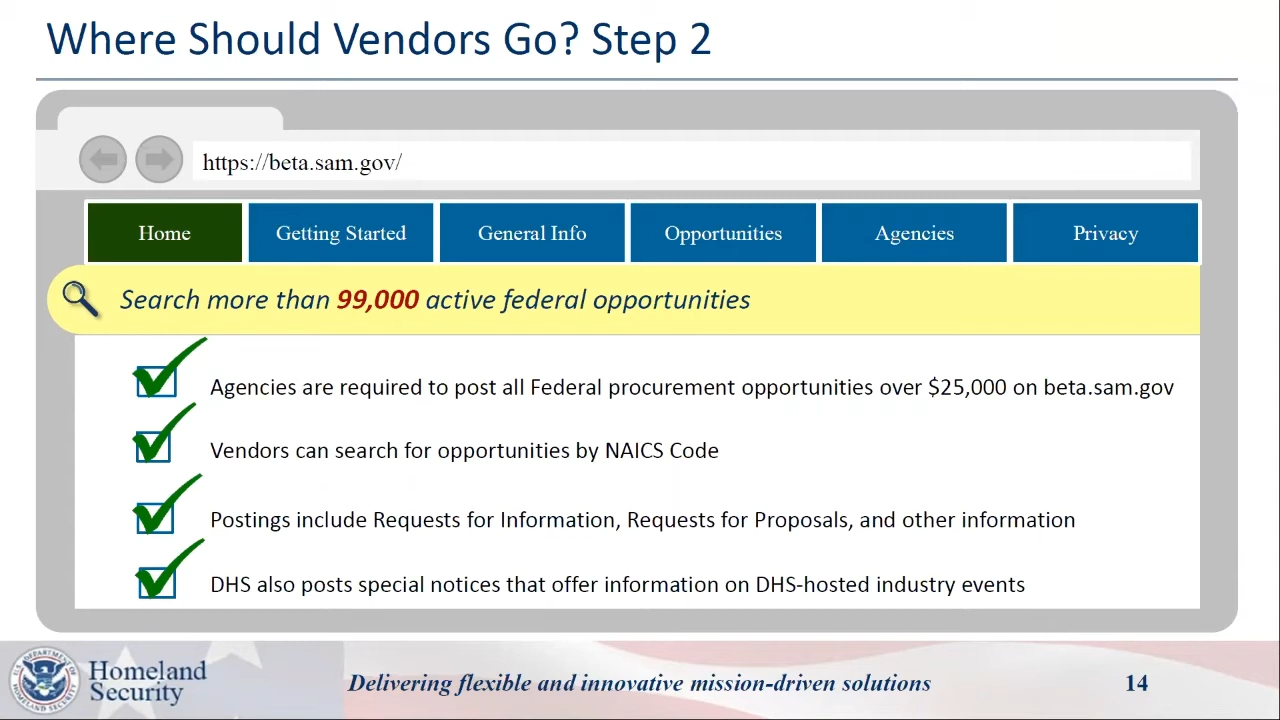 Where Should Vendors Go? Step 2
https://beta.sam.gov/
Home Getting Started General Info Opportunities Agencies Privacy
Search more than 99,000 active federal opportunities
Agencies are required to post all Federal procurement opportunities over $25,000 on beta.sam.gov
Vendors can search for opportunities by NAICS Code
Postings include Requests for Information, Requests for Proposals, and other information
DHS also posts special notices that offer information on DHS-hosted industry events
Homeland
Security
Delivering flexible and innovative mission-driven solutions
14